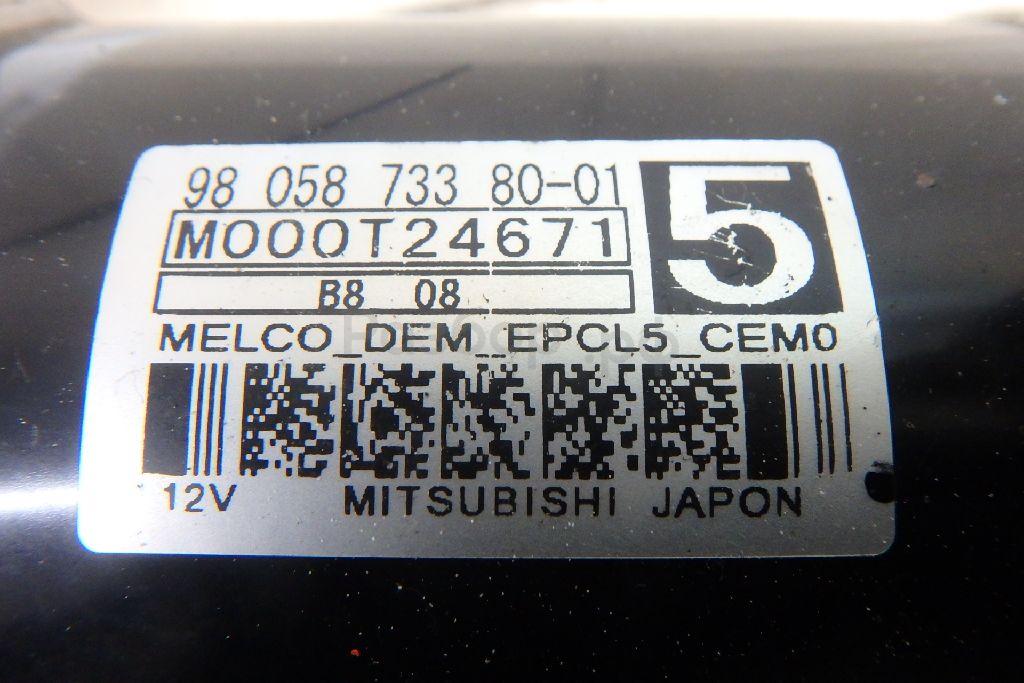 98 058 733 80-01
5
M000T24671
B8 08
MELCO_DEM_EPCL5_CEM0
12V MITSUBISHI JAPON